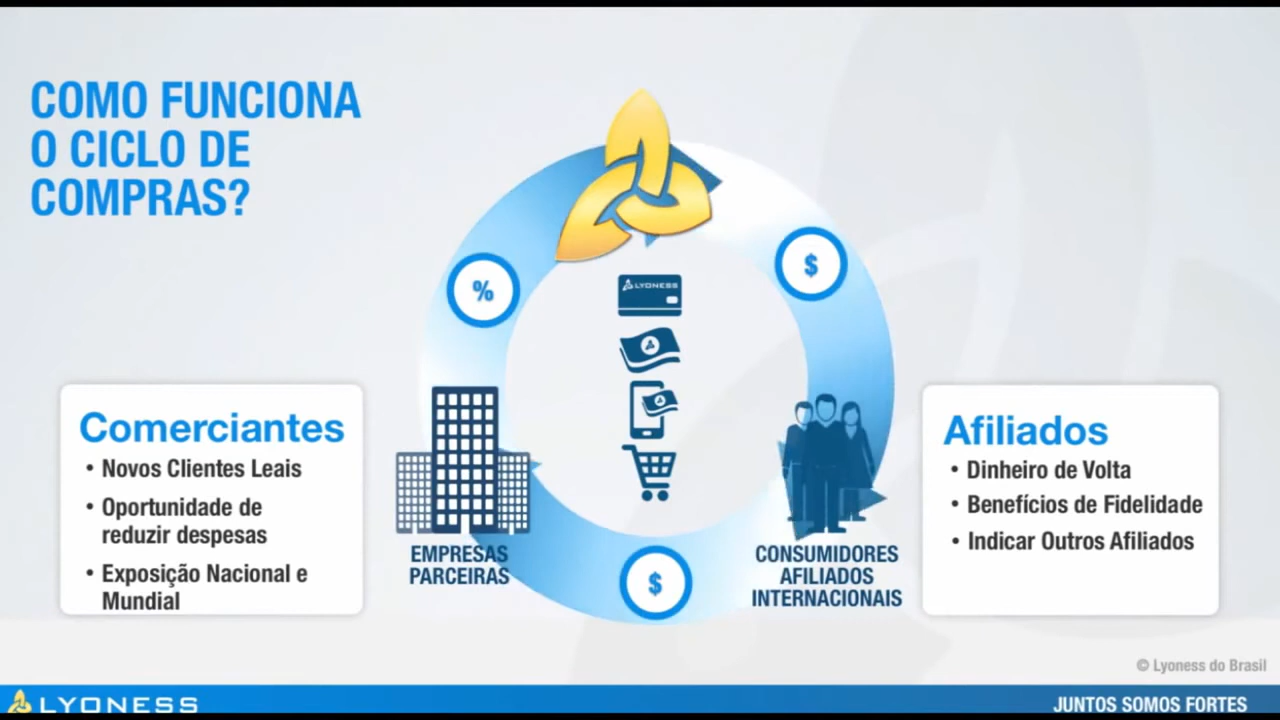 COMO FUNCIONA
O CICLO DE
COMPRAS?
%
$
LYONESS
Comerciantes
• Novos Clientes Leais
• Oportunidade de
reduzir despesas
• Exposição Nacional e
Mundial
EMPRESAS
PARCEIRAS
$
CONSUMIDORES
AFILIADOS
INTERNACIONAIS
Afiliados
• Dinheiro de Volta
• Benefícios de Fidelidade
• Indicar Outros Afiliados
© Lyoness do Brasil
LYONESS
JUNTOS SOMOS FORTES